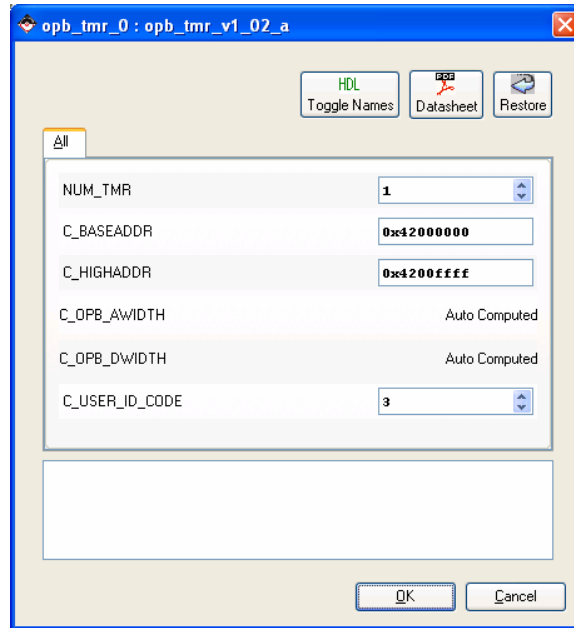 opb_tmr_0 : opb_tmr_v1_02_a
HDL
Toggle Names
PDF
Datasheet
Restore
All
NUM_TMR 1
C_BASEADDR 0x42000000
C_HIGHADDR 0x4200ffff
C_OPB_AWIDTH Auto Computed
C_OPB_DWIDTH Auto Computed
C_USER_ID_CODE 3
OK Cancel